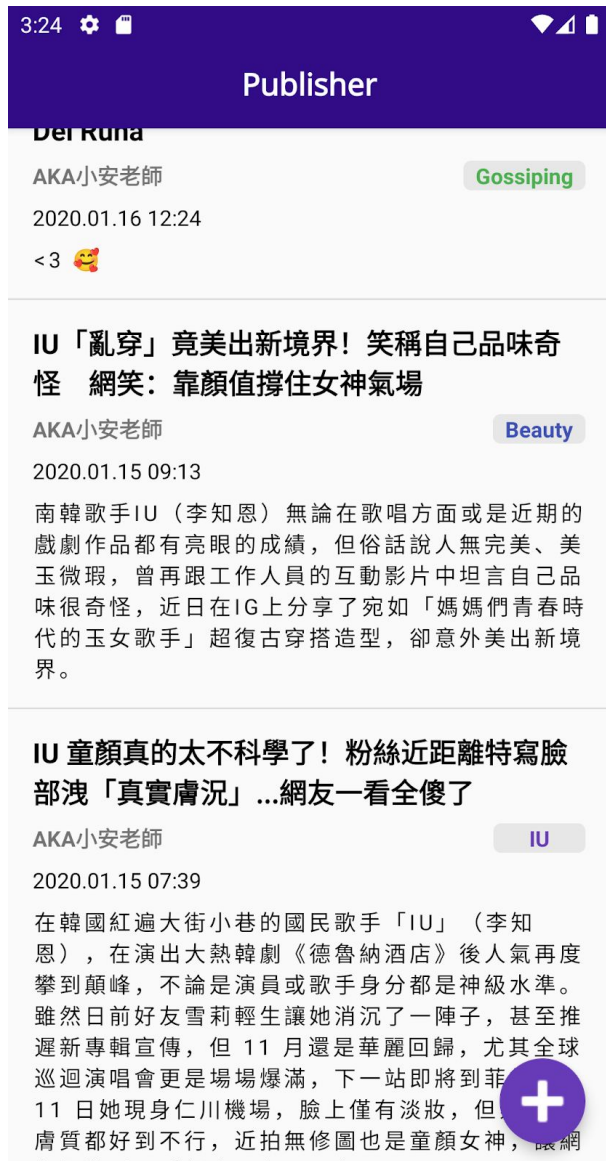 3:24
Publisher
Del Runa
AKA小安老師
Gossiping
2020.01.16 12:24
<3 🥰
IU「亂穿」竟美出新境界！笑稱自己品味奇
怪　網笑：靠顏值撐住女神氣場
AKA小安老師
Beauty
2020.01.15 09:13
南韓歌手IU（李知恩）無論在歌唱方面或是近期的
戲劇作品都有亮眼的成績，但俗話說人無完美、美
玉微瑕，曾再跟工作人員的互動影片中坦言自己品
味很奇怪，近日在IG上分享了宛如「媽媽們青春時
代的玉女歌手」超復古穿搭造型，卻意外美出新境
界。
IU 童顏真的太不科學了！粉絲近距離特寫臉
部洩「真實膚況」...網友一看全傻了
AKA小安老師
IU
2020.01.15 07:39
在韓國紅遍大街小巷的國民歌手「IU」（李知
恩），在演出大熱韓劇《德魯納酒店》後人氣再度
攀到顛峰，不論是演員或歌手身分都是神級水準。
雖然日前好友雪莉輕生讓她消沉了一陣子，甚至推
遲新專輯宣傳，但 11 月還是華麗回歸，尤其全球
巡迴演唱會更是場場爆滿，下一站即將到菲
11 日她現身仁川機場，臉上僅有淡妝，但
膚質都好到不行，近拍無修圖也是童顏女神，讓網